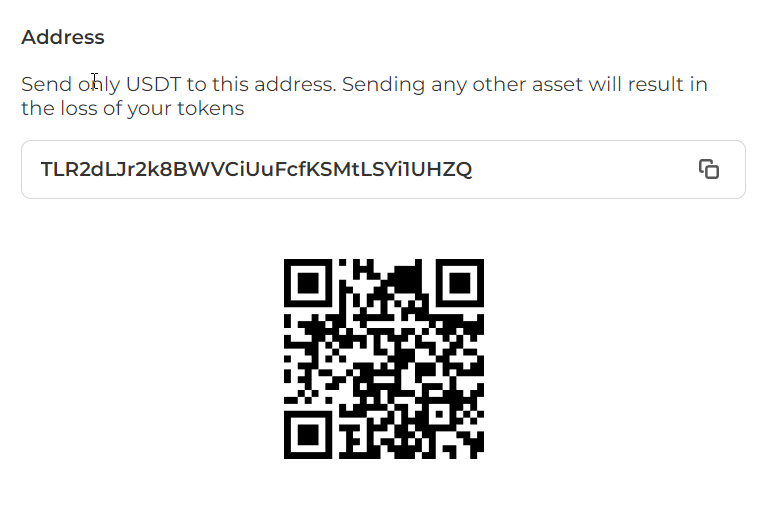 Address
Send only USDT to this address. Sending any other asset will result in
the loss of your tokens
TLR2dLJr2k8BWVCiUuFcfKSMtLSYi1UHZQ